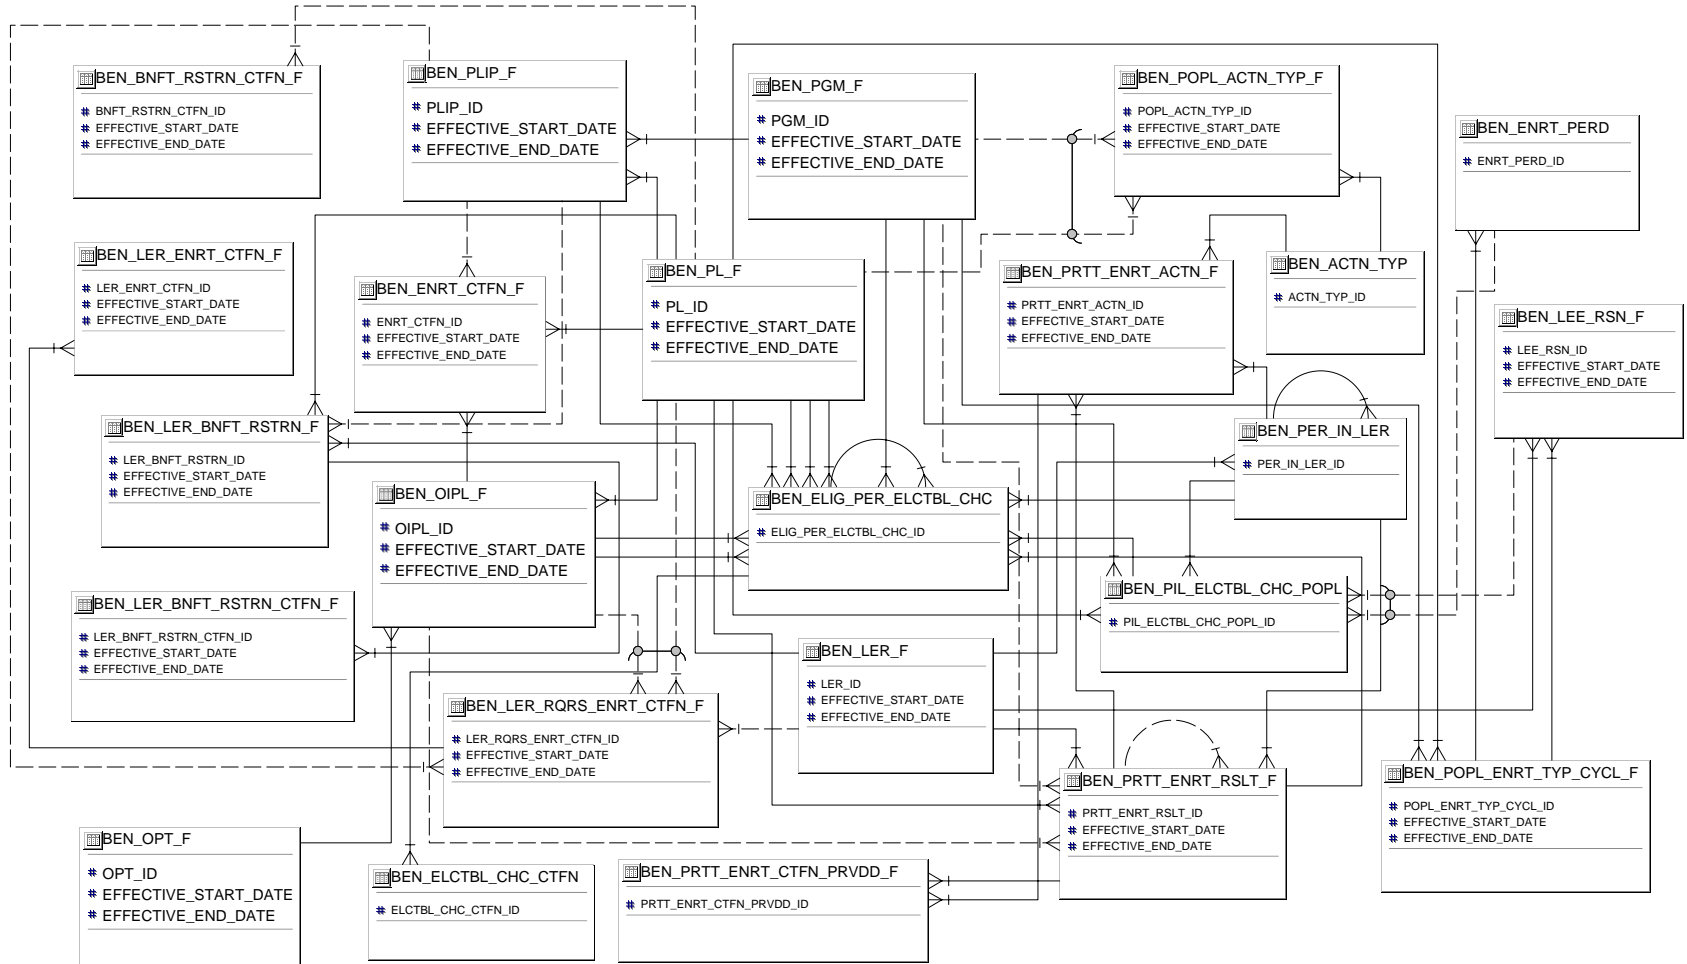 BEN_BNFT_RSTRN_CTFN_F
# BNFT_RSTRN_CTFN_ID
# EFFECTIVE_START_DATE
# EFFECTIVE_END_DATE
BEN_PLIP_F
# PLIP_ID
# EFFECTIVE_START_DATE
# EFFECTIVE_END_DATE
BEN_PGM_F
# PGM_ID
# EFFECTIVE_START_DATE
# EFFECTIVE_END_DATE
BEN_POPL_ACTN_TYP_F
# POPL_ACTN_TYP_ID
# EFFECTIVE_START_DATE
# EFFECTIVE_END_DATE
BEN_ENRT_PERD
# ENRT_PERD_ID
BEN_LER_ENRT_CTFN_F
# LER_ENRT_CTFN_ID
# EFFECTIVE_START_DATE
# EFFECTIVE_END_DATE
BEN_ENRT_CTFN_F
# ENRT_CTFN_ID
# EFFECTIVE_START_DATE
# EFFECTIVE_END_DATE
BEN_PL_F
# PL_ID
# EFFECTIVE_START_DATE
# EFFECTIVE_END_DATE
BEN_PRTT_ENRT_ACTN_F
# PRTT_ENRT_ACTN_ID
# EFFECTIVE_START_DATE
# EFFECTIVE_END_DATE
BEN_ACTN_TYP
# ACTN_TYP_ID
BEN_LEE_RSN_F
# LEE_RSN_ID
# EFFECTIVE_START_DATE
# EFFECTIVE_END_DATE
BEN_LER_BNFT_RSTRN_F
# LER_BNFT_RSTRN_ID
# EFFECTIVE_START_DATE
# EFFECTIVE_END_DATE
BEN_OIPL_F
# OIPL_ID
# EFFECTIVE_START_DATE
# EFFECTIVE_END_DATE
BEN_ELIG_PER_ELCTBL_CHC
# ELIG_PER_ELCTBL_CHC_ID
BEN_PER_IN_LER
# PER_IN_LER_ID
BEN_LER_BNFT_RSTRN_CTFN_F
# LER_BNFT_RSTRN_CTFN_ID
# EFFECTIVE_START_DATE
# EFFECTIVE_END_DATE
BEN_PIL_ELCTBL_CHC_POPL
# PIL_ELCTBL_CHC_POPL_ID
BEN_LER_F
# LER_ID
# EFFECTIVE_START_DATE
# EFFECTIVE_END_DATE
BEN_LER_RQRS_ENRT_CTFN_F
# LER_RQRS_ENRT_CTFN_ID
# EFFECTIVE_START_DATE
# EFFECTIVE_END_DATE
BEN_PRTT_ENRT_RSLT_F
# PRTT_ENRT_RSLT_ID
# EFFECTIVE_START_DATE
# EFFECTIVE_END_DATE
BEN_POPL_ENRT_TYP_CYCL_F
# POPL_ENRT_TYP_CYCL_ID
# EFFECTIVE_START_DATE
# EFFECTIVE_END_DATE
BEN_OPT_F
# OPT_ID
# EFFECTIVE_START_DATE
# EFFECTIVE_END_DATE
BEN_ELCTBL_CHC_CTFN
# ELCTBL_CHC_CTFN_ID
BEN_PRTT_ENRT_CTFN_PRVDD_F
# PRTT_ENRT_CTFN_PRVDD_ID